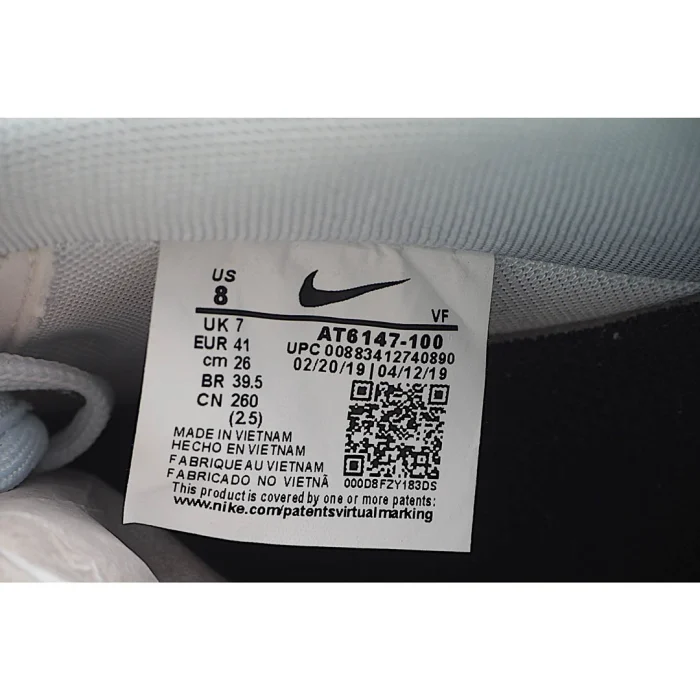 US
8
VF
UK 7
EUR 41
cm 26
BR 39.5
CN 260
(2.5)
AT6147-100
UPC 00883412740890
02/20/19 | 04/12/19
000D8FZY183DS
MADE IN VIETNAM
HECHO EN VIETNAM
FABRIQUE AU VIETNAM
FABRICADO NO VIETNÃ
This product is covered by one or more patents:
www.nike.com/patentsvirtualmarking